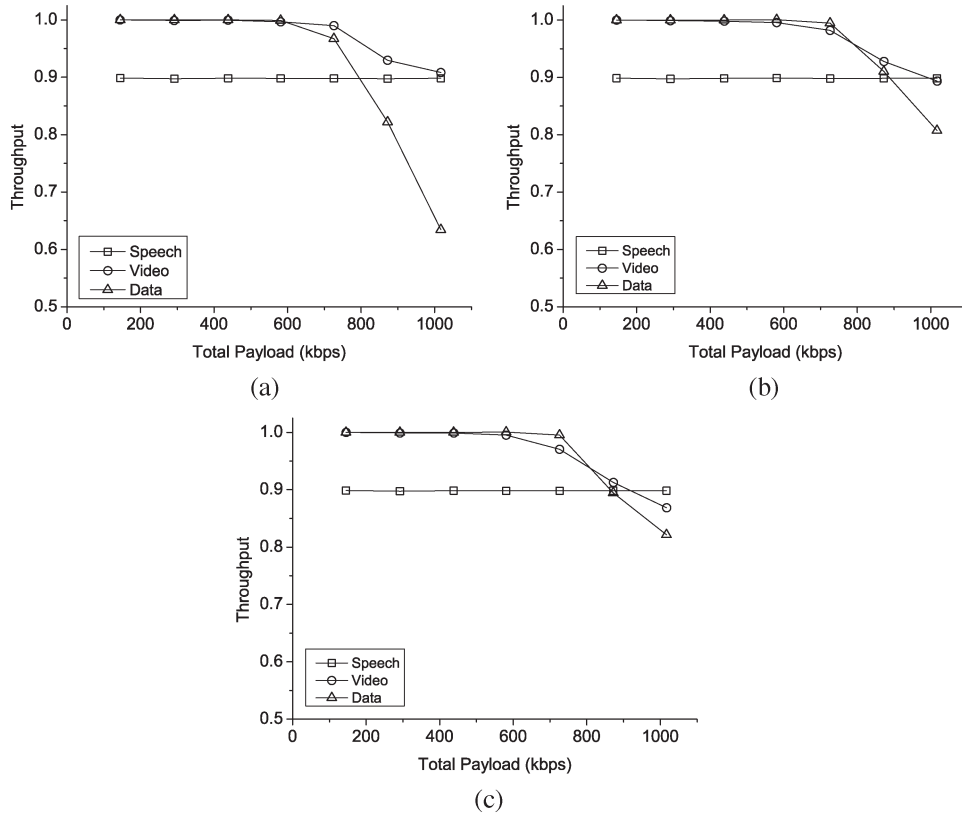 1.0
0.9
0.8
0.7
0.6
0.5
Throughput
Speech
Video
Data
0 200 400 600 800 1000
Total Payload (kbps)
(a)
1.0
0.9
0.8
0.7
0.6
0.5
Throughput
Speech
Video
Data
0 200 400 600 800 1000
Total Payload (kbps)
(b)
1.0
0.9
0.8
0.7
0.6
0.5
Throughput
Speech
Video
Data
0 200 400 600 800 1000
Total Payload (kbps)
(c)